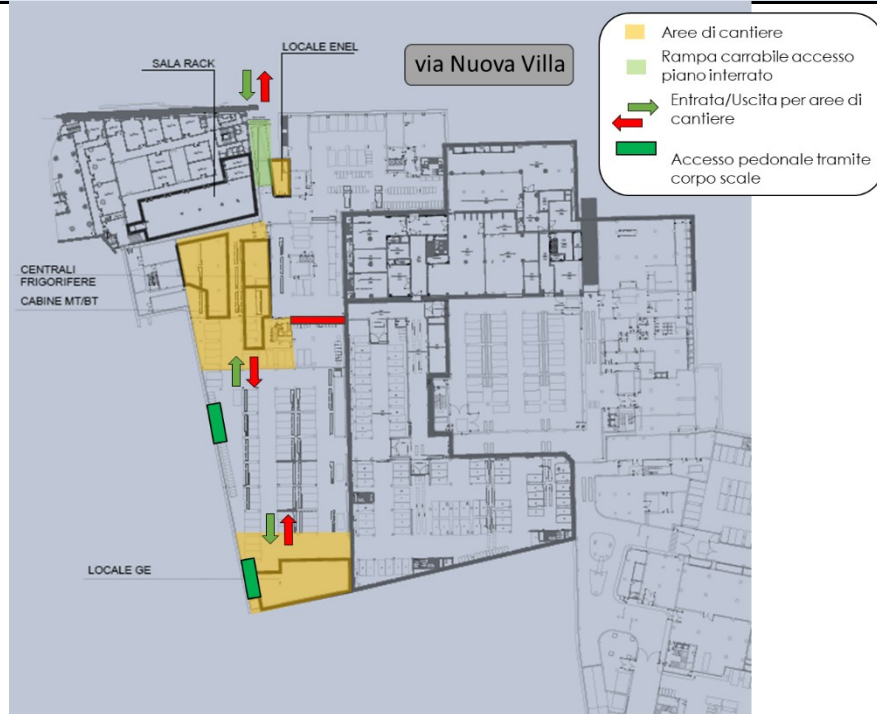 LOCALE ENEL
SALA RACK
via Nuova Villa
Aree di cantiere
Rampa carrabile accesso
piano interrato
Entrata/Uscita per aree di
cantiere
Accesso pedonale tramite
corpo scale
CENTRALI
FRIGORIFERE
CABINE MT/BT
LOCALE GE